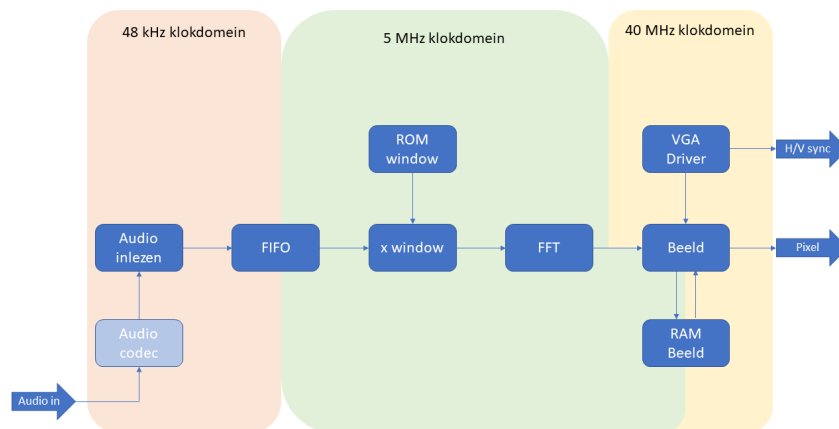 48 kHz klokdomein
5 MHz klokdomein
40 MHz klokdomein
ROM
window
VGA
Driver
H/V sync
Audio
inlezen
FIFO
x window
FFT
Beeld
Pixel
Audio
codec
RAM
Beeld
Audio in